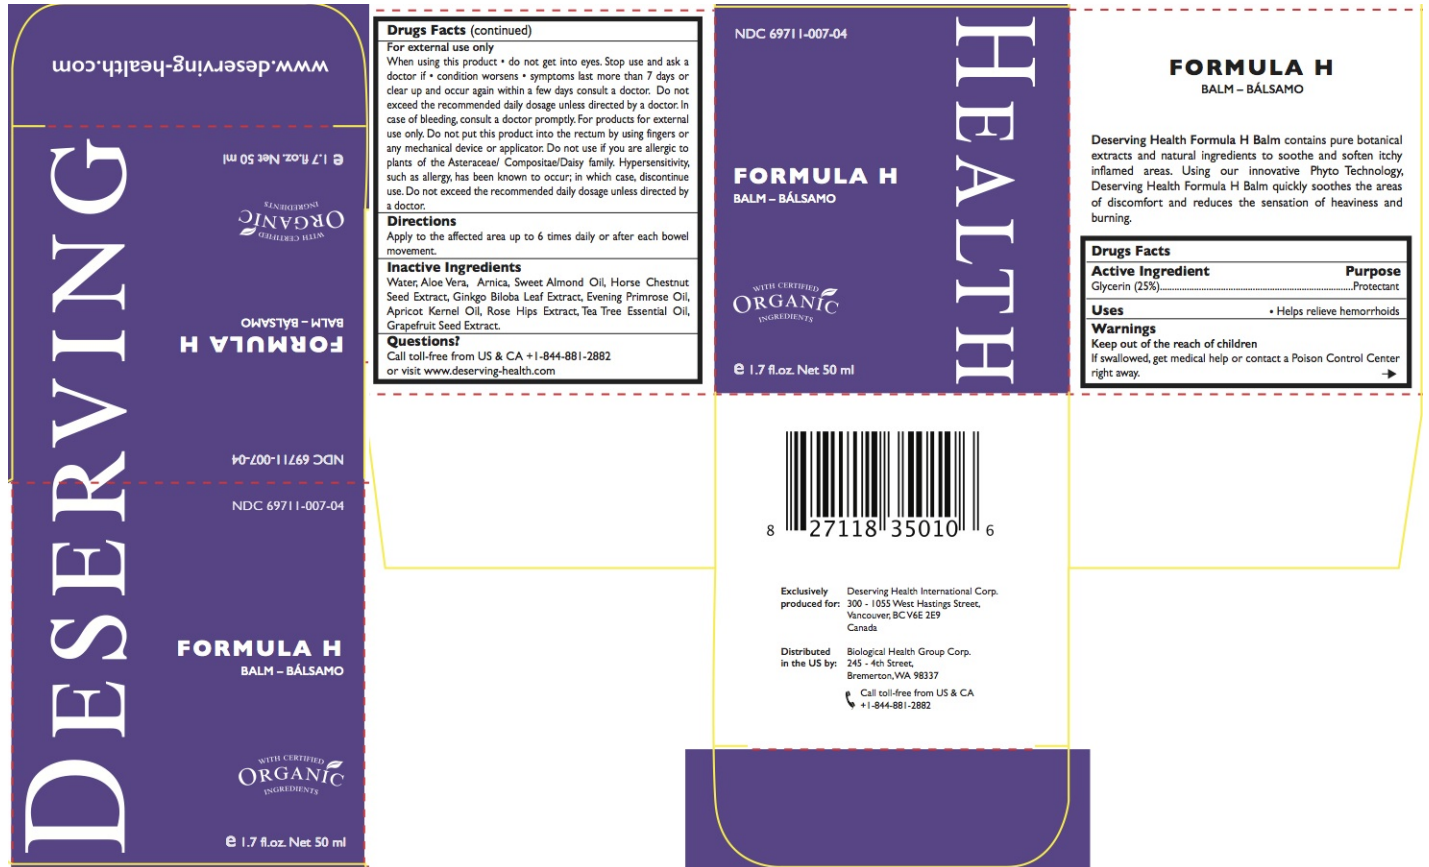 www.deserving-health.com
e 1.7 fl.oz. Net 50 ml
WITH CERTIFIED
ORGANIC
INGREDIENTS
BALM – BÁLSAMO
FORMULA H
NDC 69711-007-04
DESERVING
NDC 69711-007-04
FORMULA H
BALM – BÁLSAMO
WITH CERTIFIED
ORGANIC
INGREDIENTS
e 1.7 fl.oz. Net 50 ml
Drugs Facts (continued)
For external use only
When using this product • do not get into eyes. Stop use and ask a
doctor if • condition worsens • symptoms last more than 7 days or
clear up and occur again within a few days consult a doctor. Do not
exceed the recommended daily dosage unless directed by a doctor. In
case of bleeding, consult a doctor promptly. For products for external
use only. Do not put this product into the rectum by using fingers or
any mechanical device or applicator. Do not use if you are allergic to
plants of the Asteraceae/ Compositae/Daisy family. Hypersensitivity,
such as allergy, has been known to occur; in which case, discontinue
use. Do not exceed the recommended daily dosage unless directed by
a doctor.
Directions
Apply to the affected area up to 6 times daily or after each bowel
movement.
Inactive Ingredients
Water, Aloe Vera, Arnica, Sweet Almond Oil, Horse Chestnut
Seed Extract, Ginkgo Biloba Leaf Extract, Evening Primrose Oil,
Apricot Kernel Oil, Rose Hips Extract, Tea Tree Essential Oil,
Grapefruit Seed Extract.
Questions?
Call toll-free from US & CA +1-844-881-2882
or visit www.deserving-health.com
NDC 69711-007-04
HEALTH
FORMULA H
BALM – BÁLSAMO
WITH CERTIFIED
ORGANIC
INGREDIENTS
e 1.7 fl.oz. Net 50 ml
FORMULA H
BALM – BÁLSAMO
Deserving Health Formula H Balm contains pure botanical
extracts and natural ingredients to soothe and soften itchy
inflamed areas. Using our innovative Phyto Technology,
Deserving Health Formula H Balm quickly soothes the areas
of discomfort and reduces the sensation of heaviness and
burning.
Drugs Facts
Active Ingredient Purpose
Glycerin (25%)......................................................................Protectant
Uses • Helps relieve hemorrhoids
Warnings
Keep out of the reach of children
If swallowed, get medical help or contact a Poison Control Center
right away.
8 27118 35010 6
Exclusively Deserving Health International Corp.
produced for: 300 - 1055 West Hastings Street,
Vancouver, BC V6E 2E9
Canada
Distributed Biological Health Group Corp.
in the US by: 245 - 4th Street,
Bremerton, WA 98337
Call toll-free from US & CA
+1-844-881-2882